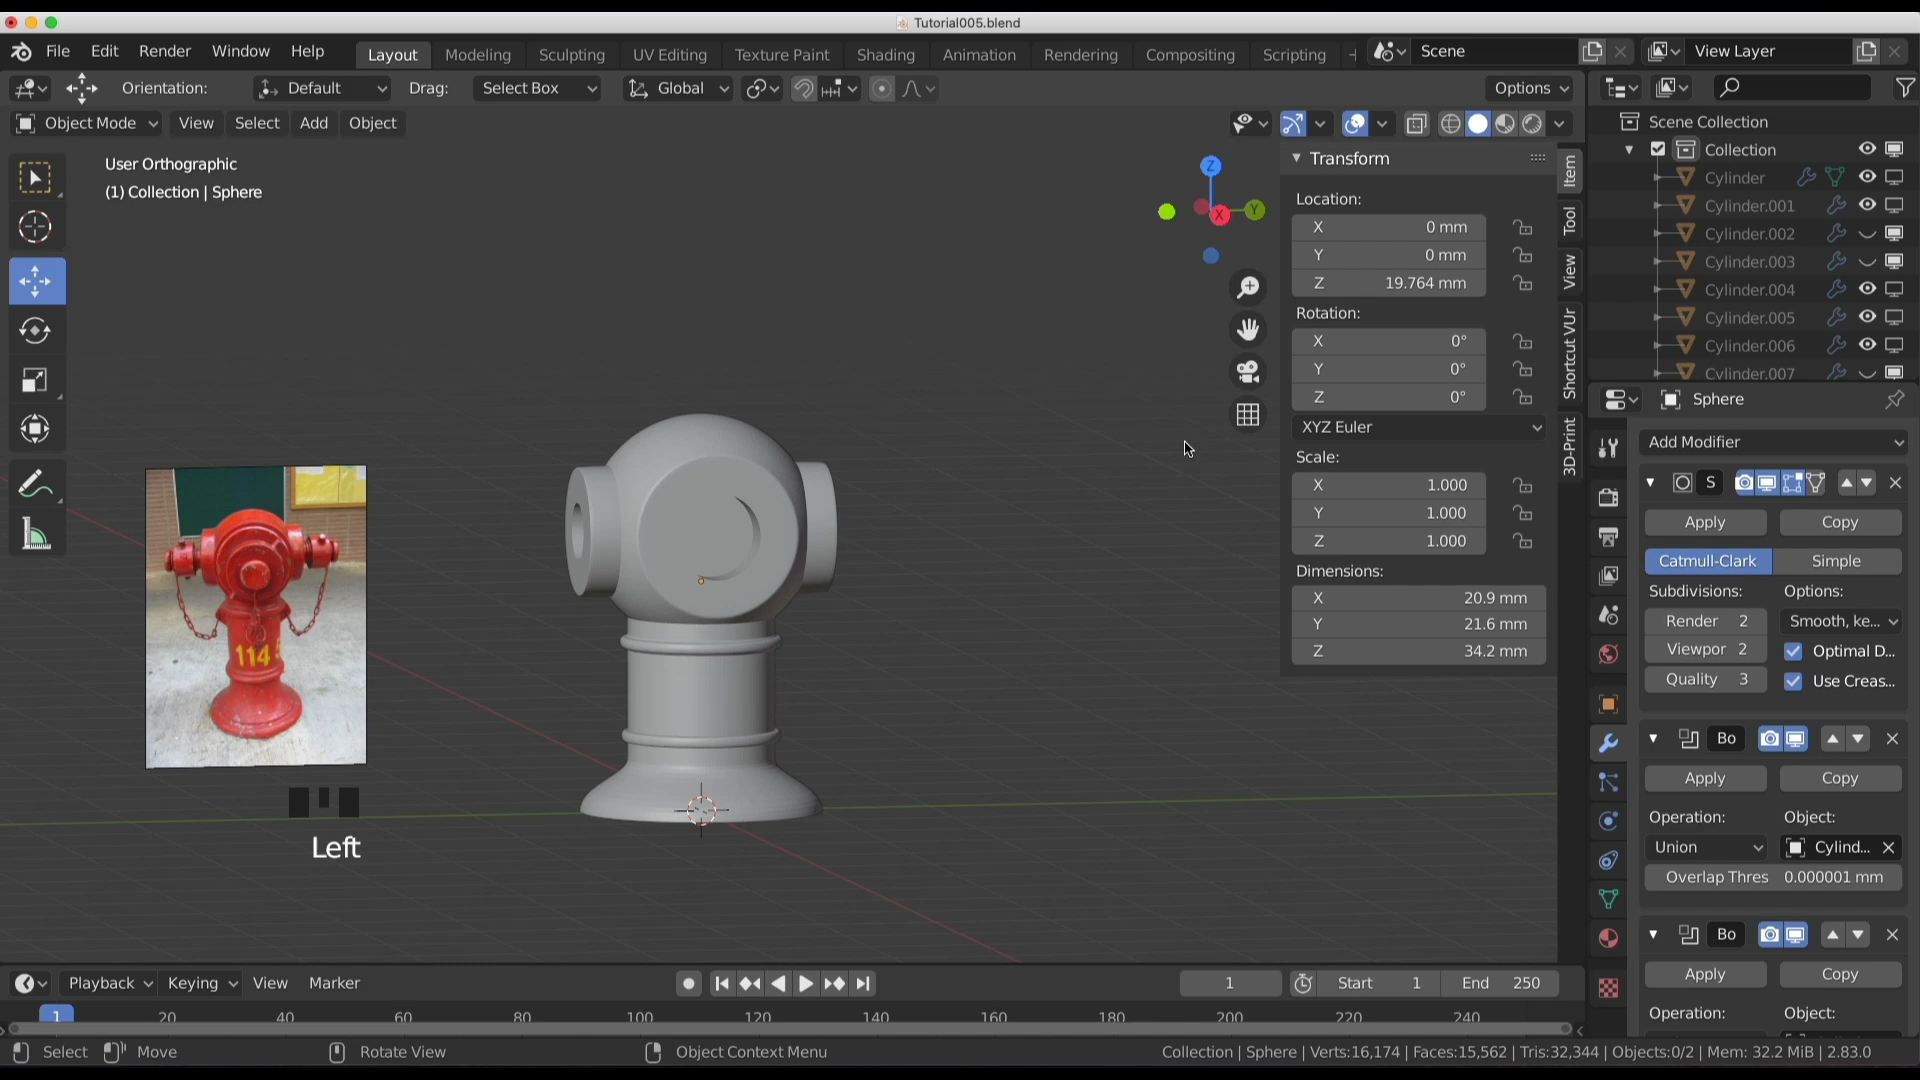 Tutorial005.blend
File Edit Render Window Help Layout Modeling Sculpting UV Editing Texture Paint Shading Animation Rendering Compositing Scripting Scene View Layer
Orientation: Default Drag: Select Box Global Options
Object Mode View Select Add Object
User Orthographic
(1) Collection | Sphere
Z
X
Y
Transform
Location:
X 0 mm
Y 0 mm
Z 19.764 mm
Rotation:
X 0°
Y 0°
Z 0°
XYZ Euler
Scale:
X 1.000
Y 1.000
Z 1.000
Dimensions:
X 20.9 mm
Y 21.6 mm
Z 34.2 mm
Item
Tool
View
Shortcut VUr
3D-Print
Scene Collection
Collection
Cylinder
Cylinder.001
Cylinder.002
Cylinder.003
Cylinder.004
Cylinder.005
Cylinder.006
Cylinder.007
Sphere
Add Modifier
S
Apply Copy
Catmull-Clark Simple
Subdivisions: Options:
Render 2 Smooth, ke...
Viewpor 2 Optimal D...
Quality 3 Use Creas...
Bo
Apply Copy
Operation: Object:
Union Cylind...
Overlap Thres 0.000001 mm
Bo
Apply Copy
Operation: Object:
114
Left
Playback Keying View Marker 1 Start 1 End 250
1 20 40 60 80 100 120 140 160 180 200 220 240
Select Move Rotate View Object Context Menu Collection | Sphere | Verts:16,174 | Faces:15,562 | Tris:32,344 | Objects:0/2 | Mem: 32.2 MiB | 2.83.0